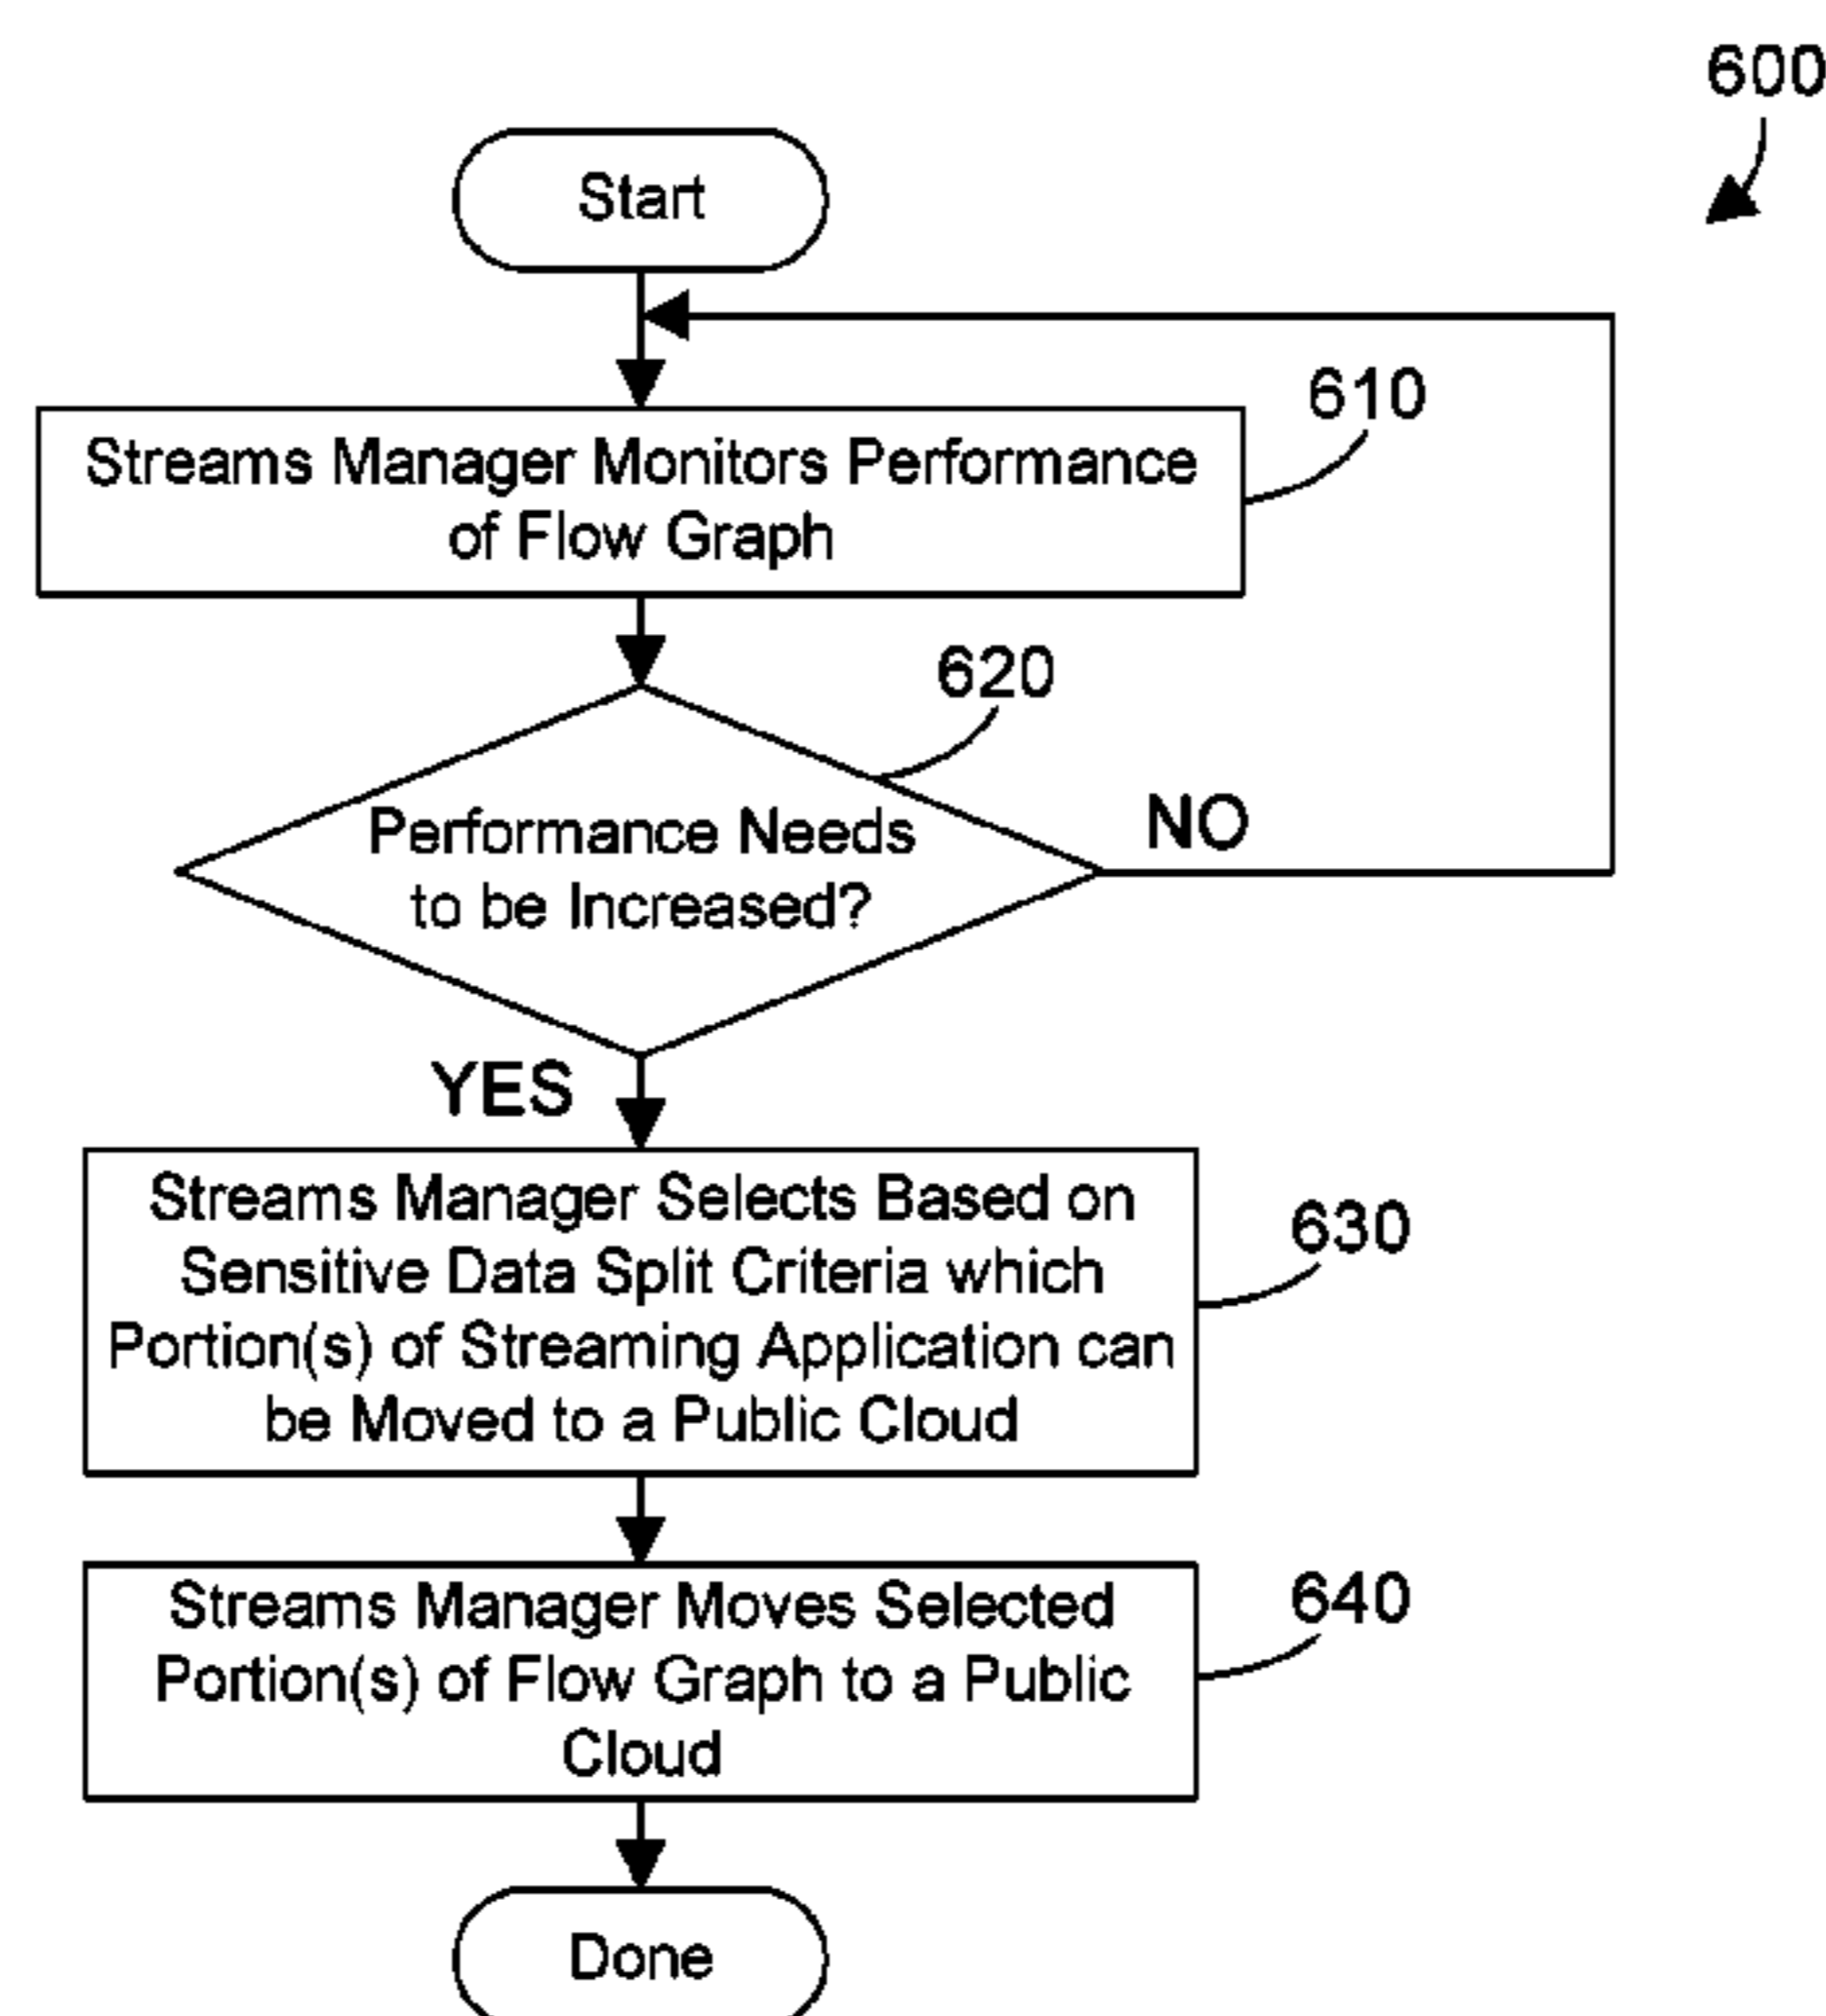 600
Start
610
Streams Manager Monitors Performance
of Flow Graph
620
Performance Needs
to be Increased?
NO
YES
Streams Manager Selects Based on
Sensitive Data Split Criteria which
Portion(s) of Streaming Application can
be Moved to a Public Cloud
630
Streams Manager Moves Selected
Portion(s) of Flow Graph to a Public
Cloud
640
Done